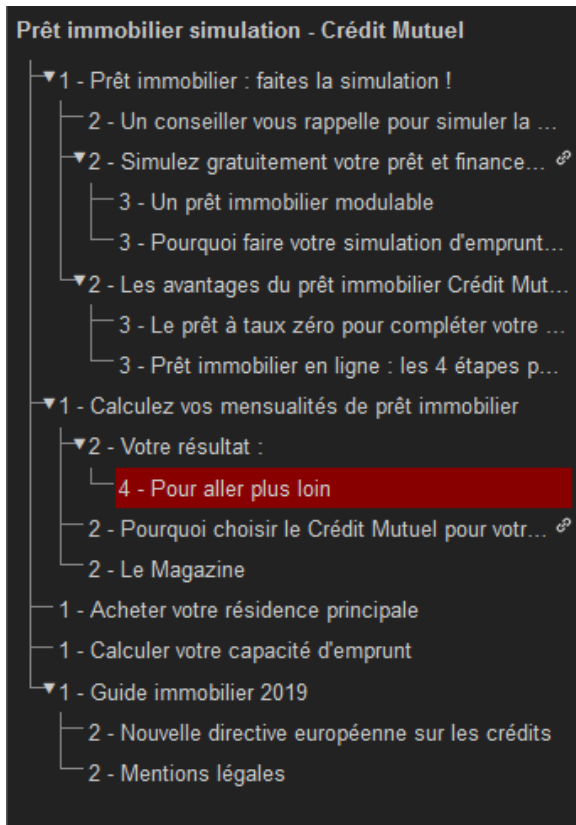 Prêt immobilier simulation - Crédit Mutuel
1 - Prêt immobilier : faites la simulation !
2 - Un conseiller vous rappelle pour simuler la ...
2 - Simulez gratuitement votre prêt et finance...
3 - Un prêt immobilier modulable
3 - Pourquoi faire votre simulation d'emprunt...
2 - Les avantages du prêt immobilier Crédit Mut...
3 - Le prêt à taux zéro pour compléter votre ...
3 - Prêt immobilier en ligne : les 4 étapes p...
1 - Calculez vos mensualités de prêt immobilier
2 - Votre résultat :
4 - Pour aller plus loin
2 - Pourquoi choisir le Crédit Mutuel pour votr...
2 - Le Magazine
1 - Acheter votre résidence principale
1 - Calculer votre capacité d'emprunt
1 - Guide immobilier 2019
2 - Nouvelle directive européenne sur les crédits
2 - Mentions légales